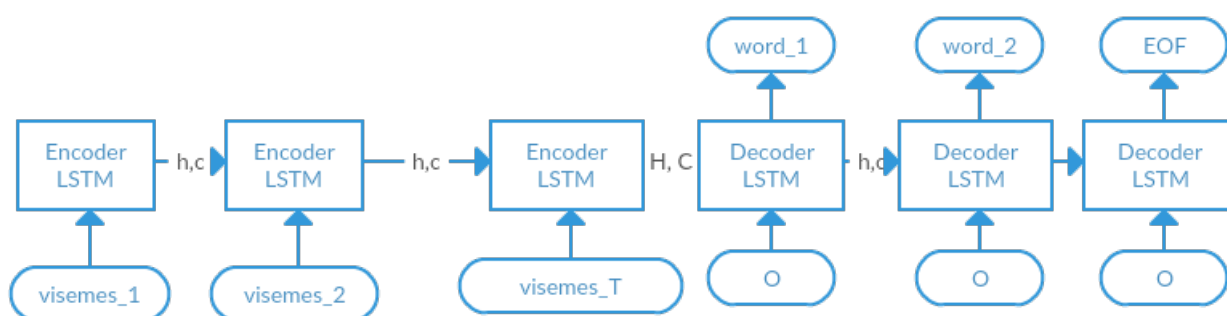 word_1
word_2
EOF
Encoder
LSTM
h,c
Encoder
LSTM
h,c
Encoder
LSTM
H, C
Decoder
LSTM
h,c
Decoder
LSTM
Decoder
LSTM
visemes_1
visemes_2
visemes_T
O
O
O